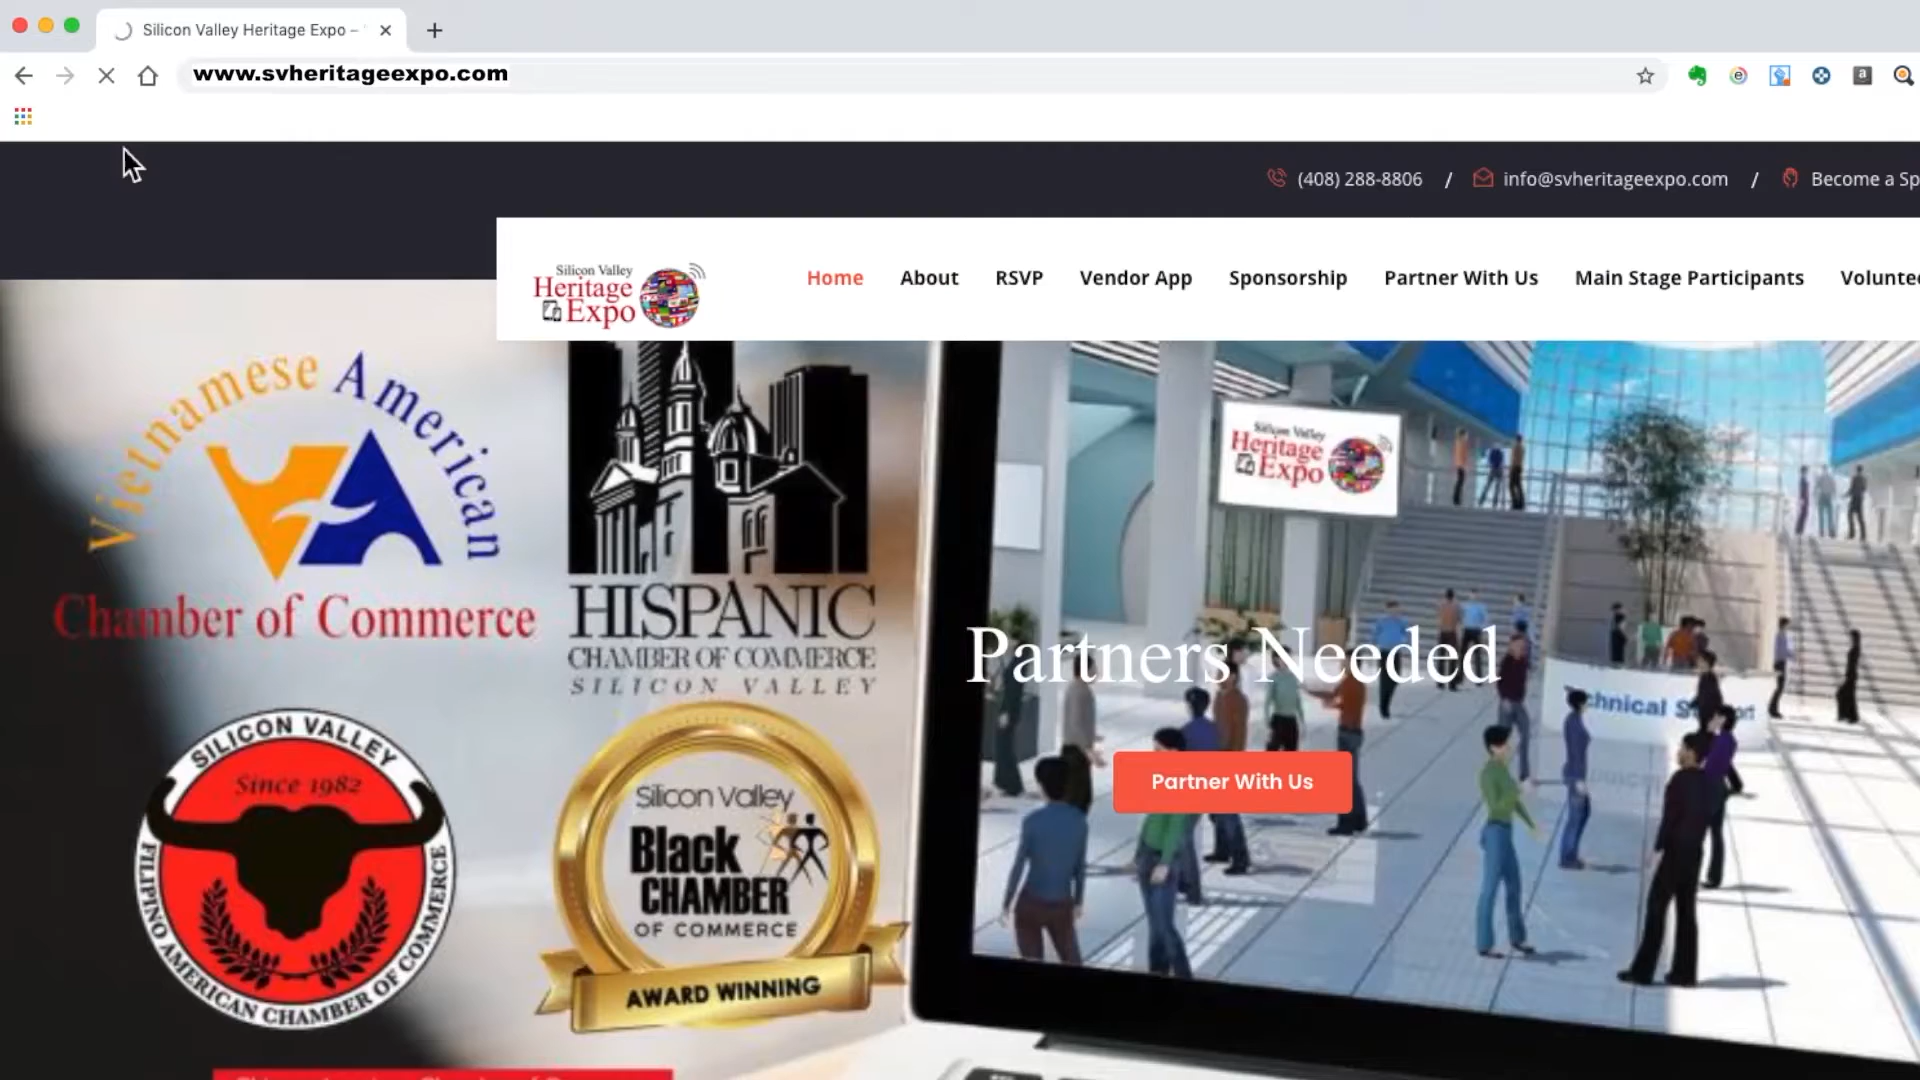 Silicon Valley Heritage Expo –
www.svheritageexpo.com
(408) 288-8806 / info@svheritageexpo.com / Become a Sp
Silicon Valley
Heritage
Expo
Home About RSVP Vendor App Sponsorship Partner With Us Main Stage Participants Voluntee
Vietnamese American
Chamber of Commerce
HISPANIC
CHAMBER OF COMMERCE
SILICON VALLEY
Silicon Valley
Heritage
Expo
Partners Needed
Partner With Us
SILICON VALLEY
Since 1982
FILIPINO AMERICAN CHAMBER OF COMMERCE
Silicon Valley
Black
CHAMBER
OF COMMERCE
AWARD WINNING